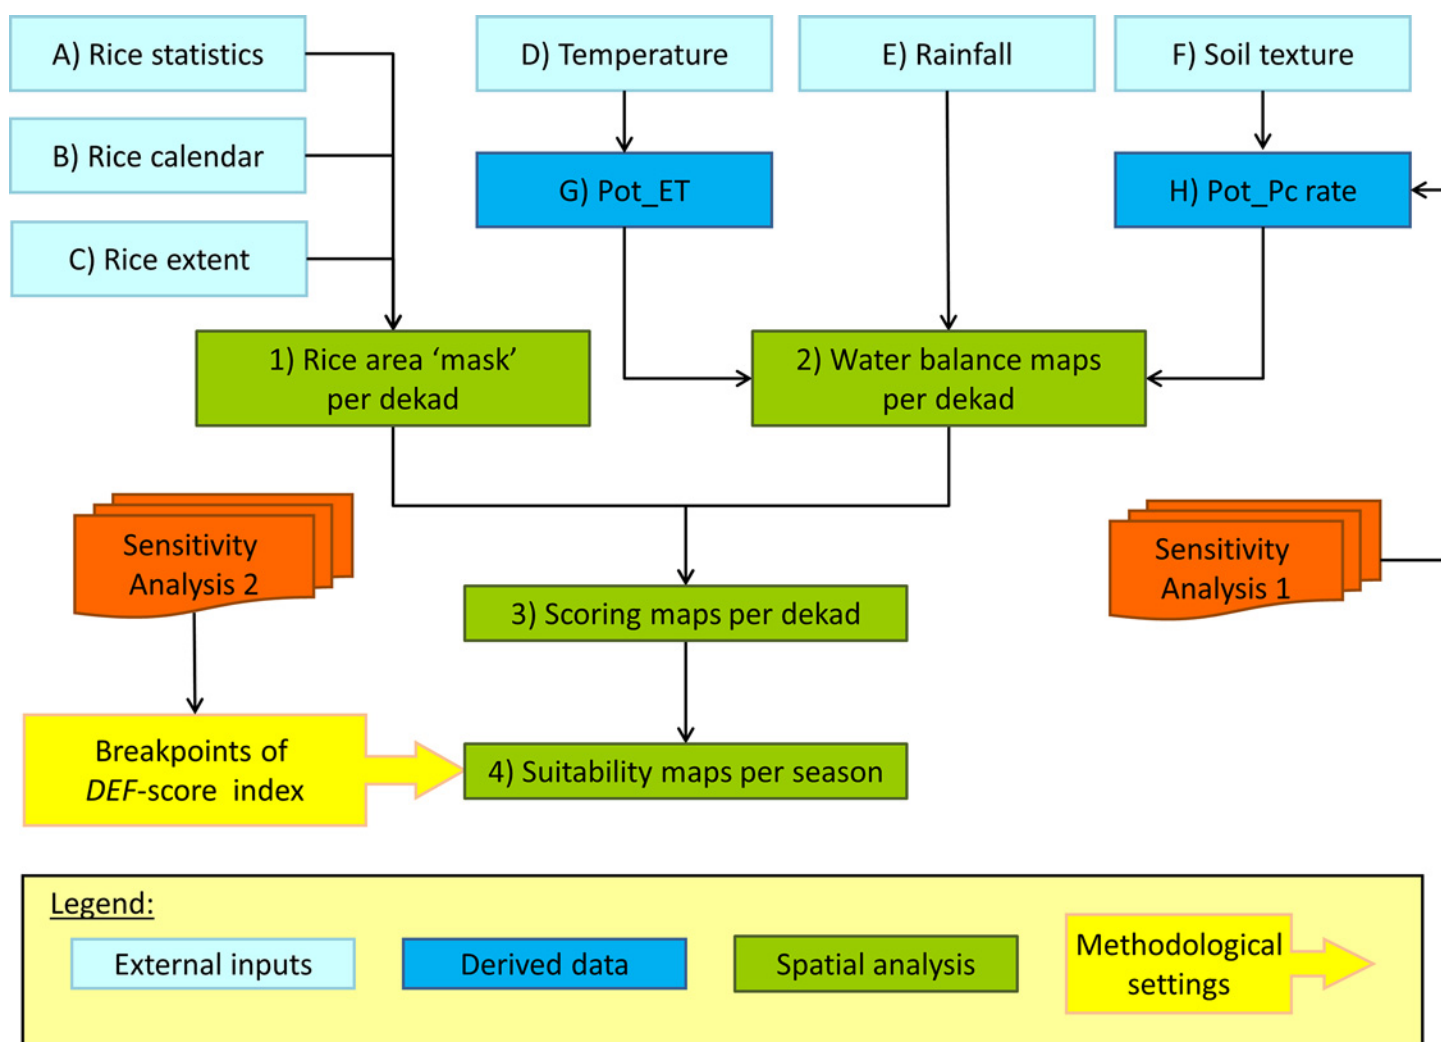 A) Rice statistics
D) Temperature
E) Rainfall
F) Soil texture
B) Rice calendar
G) Pot_ET
H) Pot_Pc rate
C) Rice extent
1) Rice area ‘mask’
per dekad
2) Water balance maps
per dekad
Sensitivity
Analysis 2
Sensitivity
Analysis 1
3) Scoring maps per dekad
Breakpoints of
DEF-score index
4) Suitability maps per season
Legend:
External inputs
Derived data
Spatial analysis
Methodological
settings